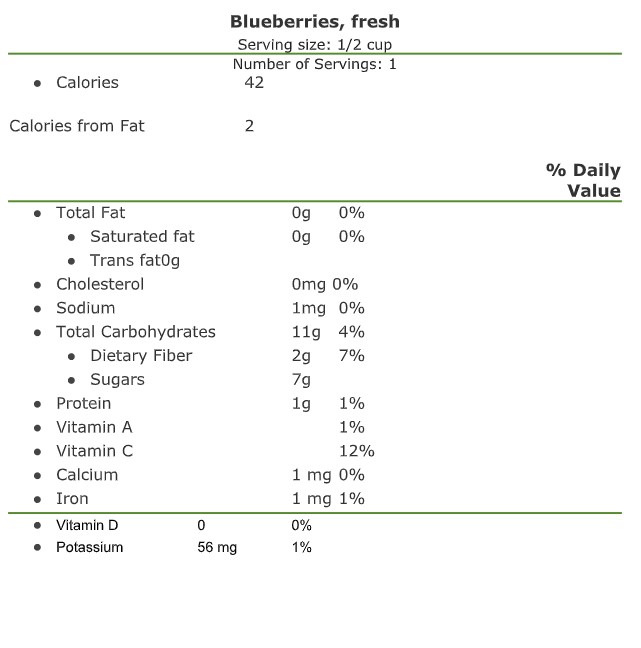 Blueberries, fresh
Serving size: 1/2 cup
Number of Servings: 1
• Calories 42
Calories from Fat 2
% Daily
Value
• Total Fat 0g 0%
• Saturated fat 0g 0%
• Trans fat0g
• Cholesterol 0mg 0%
• Sodium 1mg 0%
• Total Carbohydrates 11g 4%
• Dietary Fiber 2g 7%
• Sugars 7g
• Protein 1g 1%
• Vitamin A 1%
• Vitamin C 12%
• Calcium 1 mg 0%
• Iron 1 mg 1%
• Vitamin D 0 0%
• Potassium 56 mg 1%